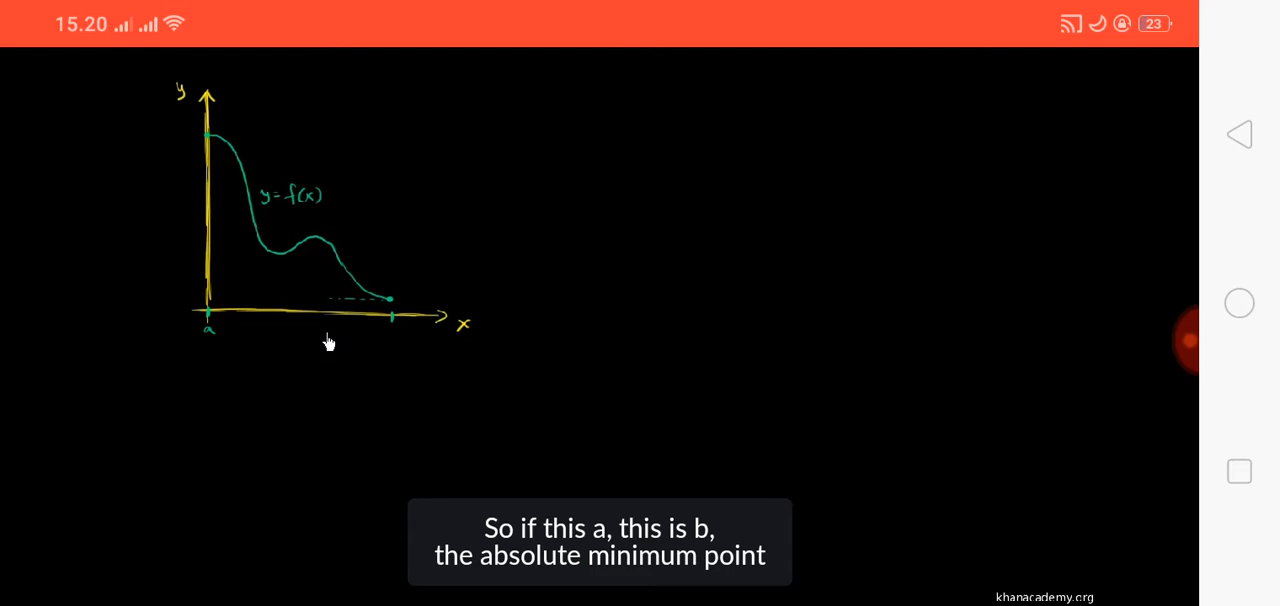 15.20
23
y
y=f(x)
a
x
So if this a, this is b,
the absolute minimum point
khanacademy.org